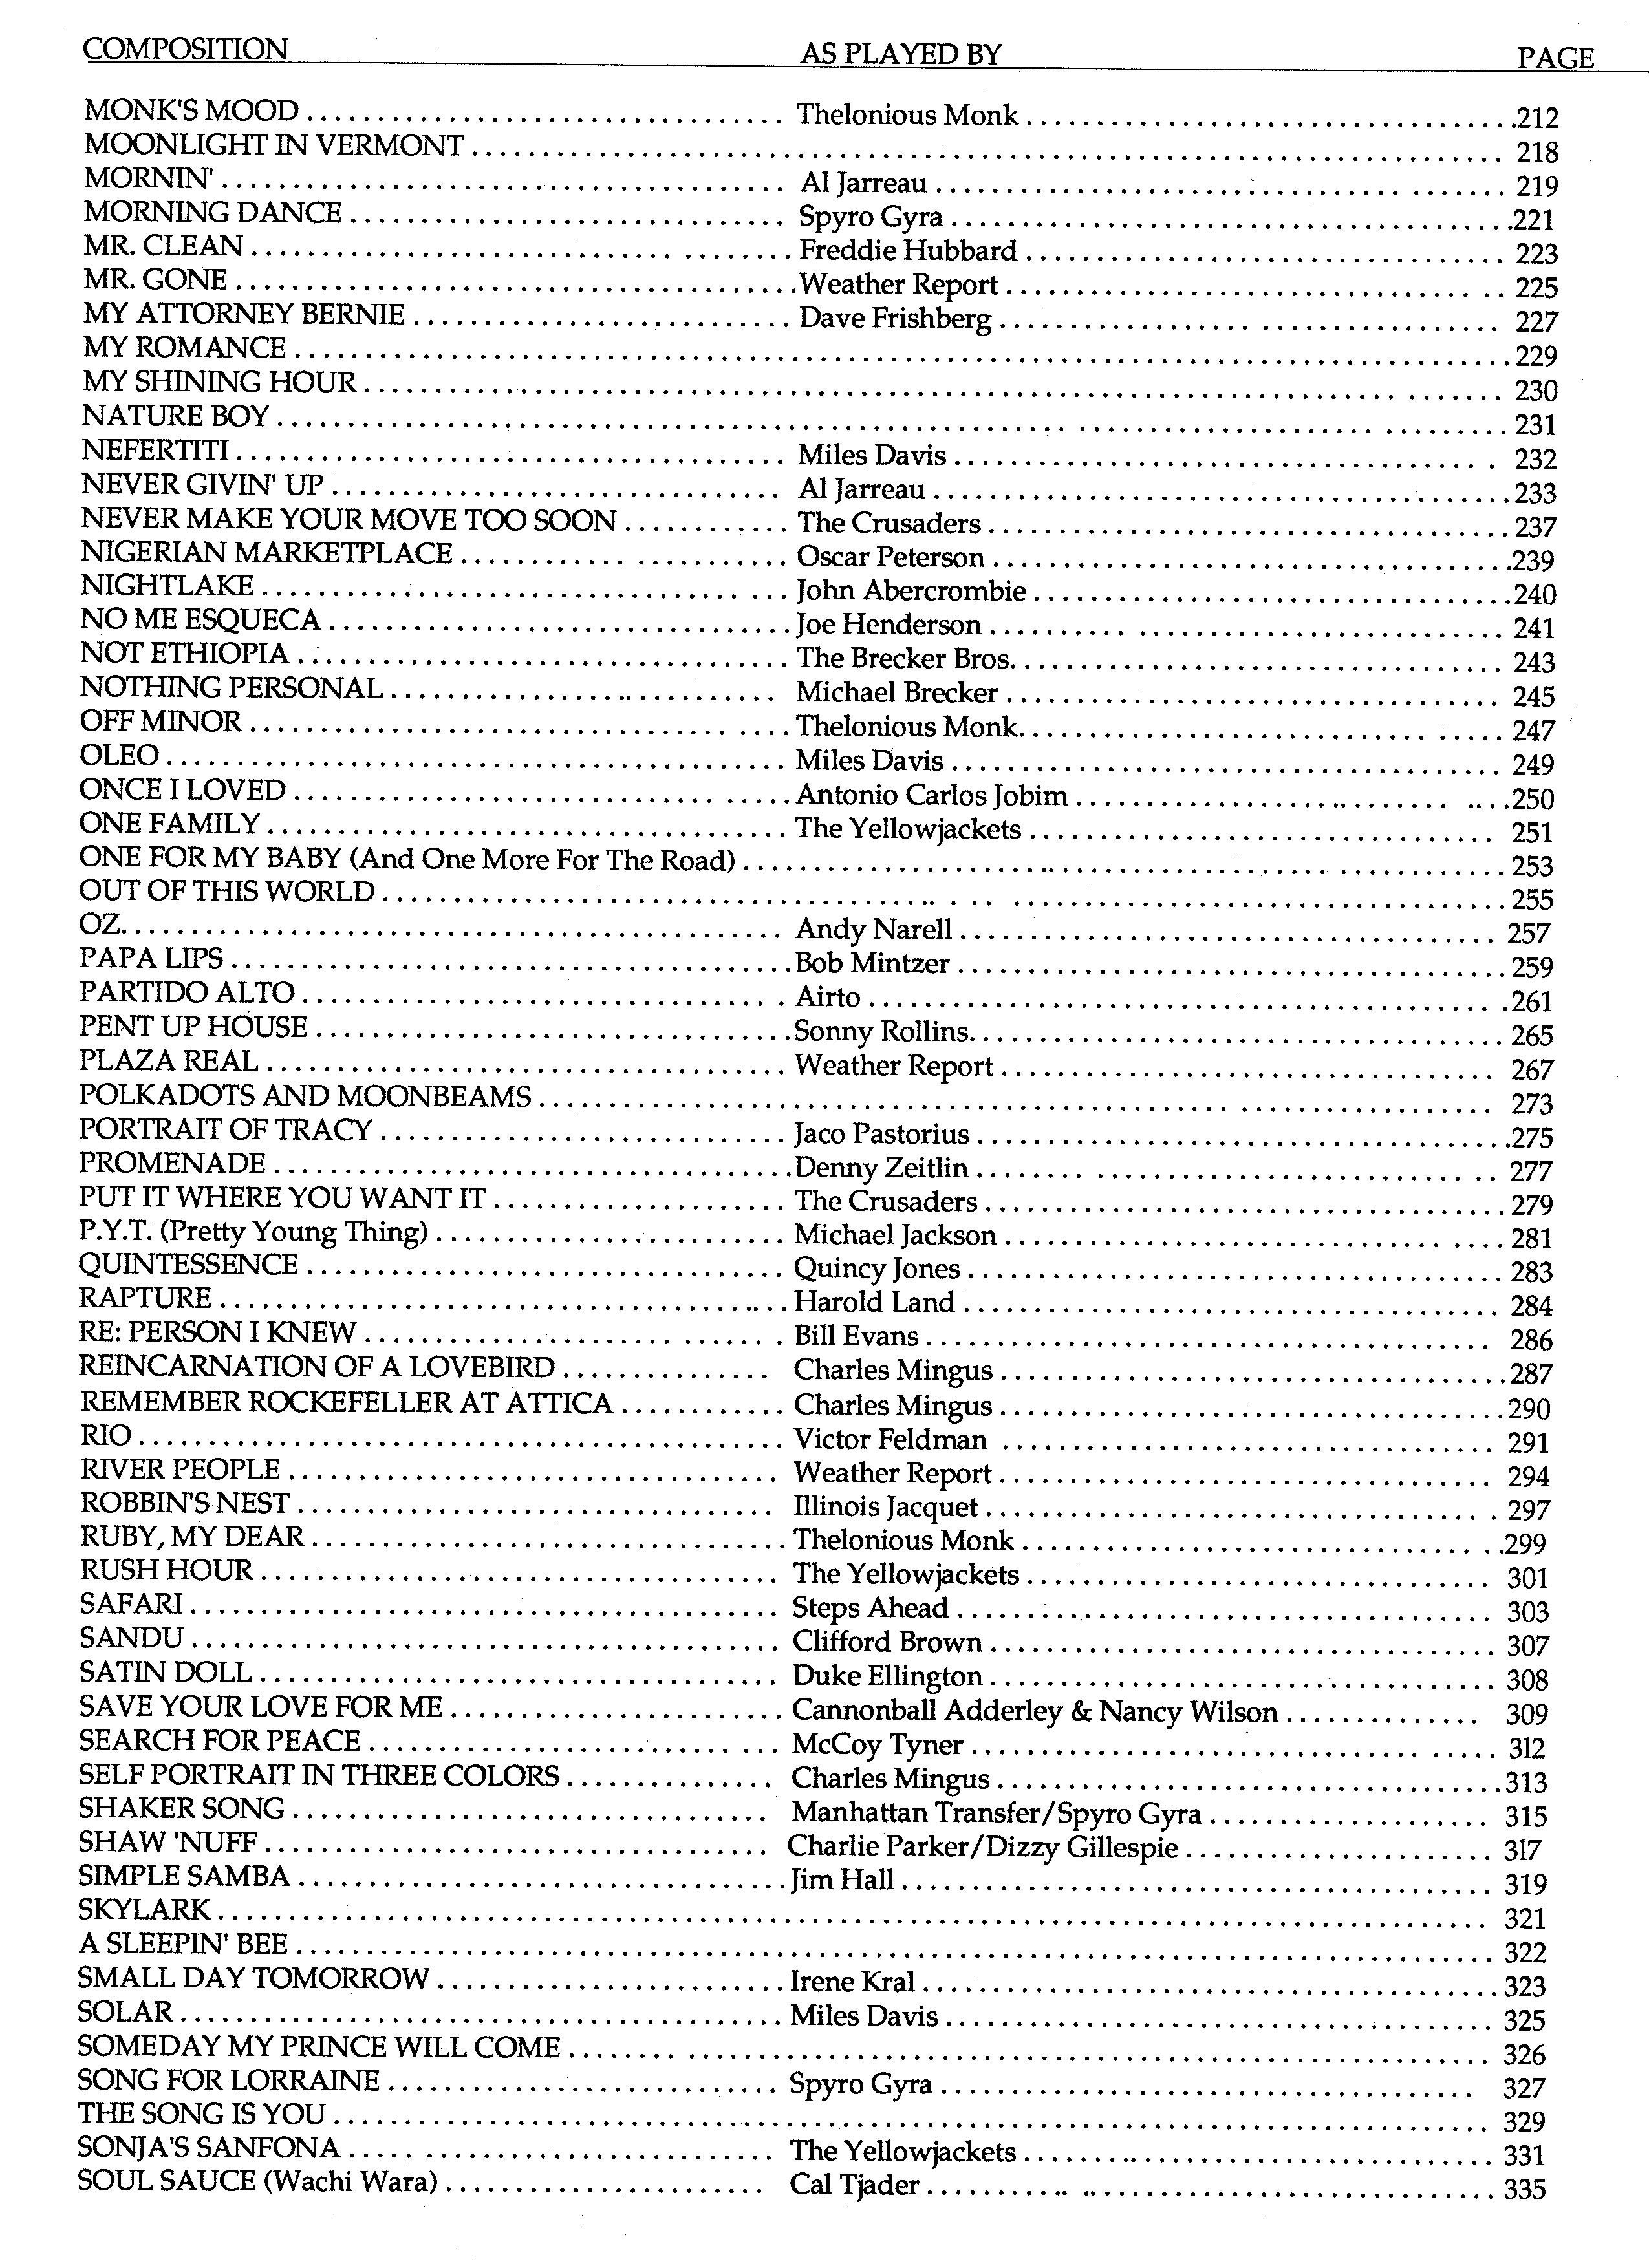 COMPOSITION AS PLAYED BY PAGE
MONK'S MOOD Thelonious Monk 212
MOONLIGHT IN VERMONT 218
MORNIN' Al Jarreau 219
MORNING DANCE Spyro Gyra 221
MR. CLEAN Freddie Hubbard 223
MR. GONE Weather Report 225
MY ATTORNEY BERNIE Dave Frishberg 227
MY ROMANCE 229
MY SHINING HOUR 230
NATURE BOY 231
NEFERTITI Miles Davis 232
NEVER GIVIN' UP Al Jarreau 233
NEVER MAKE YOUR MOVE TOO SOON The Crusaders 237
NIGERIAN MARKETPLACE Oscar Peterson 239
NIGHTLAKE John Abercrombie 240
NO ME ESQUECA Joe Henderson 241
NOT ETHIOPIA The Brecker Bros. 243
NOTHING PERSONAL Michael Brecker 245
OFF MINOR Thelonious Monk 247
OLEO Miles Davis 249
ONCE I LOVED Antonio Carlos Jobim 250
ONE FAMILY The Yellowjackets 251
ONE FOR MY BABY (And One More For The Road) 253
OUT OF THIS WORLD 255
OZ Andy Narell 257
PAPA LIPS Bob Mintzer 259
PARTIDO ALTO Airto 261
PENT UP HOUSE Sonny Rollins 265
PLAZA REAL Weather Report 267
POLKADOTS AND MOONBEAMS 273
PORTRAIT OF TRACY Jaco Pastorius 275
PROMENADE Denny Zeitlin 277
PUT IT WHERE YOU WANT IT The Crusaders 279
P.Y.T. (Pretty Young Thing) Michael Jackson 281
QUINTESSENCE Quincy Jones 283
RAPTURE Harold Land 284
RE: PERSON I KNEW Bill Evans 286
REINCARNATION OF A LOVEBIRD Charles Mingus 287
REMEMBER ROCKEFELLER AT ATTICA Charles Mingus 290
RIO Victor Feldman 291
RIVER PEOPLE Weather Report 294
ROBBIN'S NEST Illinois Jacquet 297
RUBY, MY DEAR Thelonious Monk 299
RUSH HOUR The Yellowjackets 301
SAFARI Steps Ahead 303
SANDU Clifford Brown 307
SATIN DOLL Duke Ellington 308
SAVE YOUR LOVE FOR ME Cannonball Adderley & Nancy Wilson 309
SEARCH FOR PEACE McCoy Tyner 312
SELF PORTRAIT IN THREE COLORS Charles Mingus 313
SHAKER SONG Manhattan Transfer/Spyro Gyra 315
SHAW 'NUFF Charlie Parker/Dizzy Gillespie 317
SIMPLE SAMBA Jim Hall 319
SKYLARK 321
A SLEEPIN' BEE 322
SMALL DAY TOMORROW Irene Kral 323
SOLAR Miles Davis 325
SOMEDAY MY PRINCE WILL COME 326
SONG FOR LORRAINE Spyro Gyra 327
THE SONG IS YOU 329
SONJA'S SANFONA The Yellowjackets 331
SOUL SAUCE (Wachi Wara) Cal Tjader 335